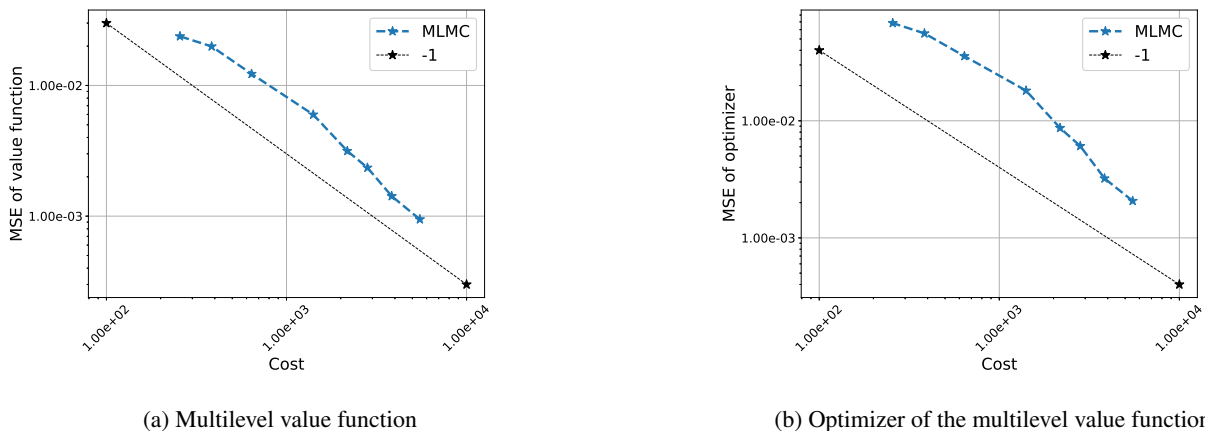 MLMC
-1
1.00e-02
1.00e-03
MSE of value function
1.00e+02
1.00e+03
1.00e+04
Cost
(a) Multilevel value function
MLMC
-1
1.00e-02
1.00e-03
MSE of optimizer
1.00e+02
1.00e+03
1.00e+04
Cost
(b) Optimizer of the multilevel value function